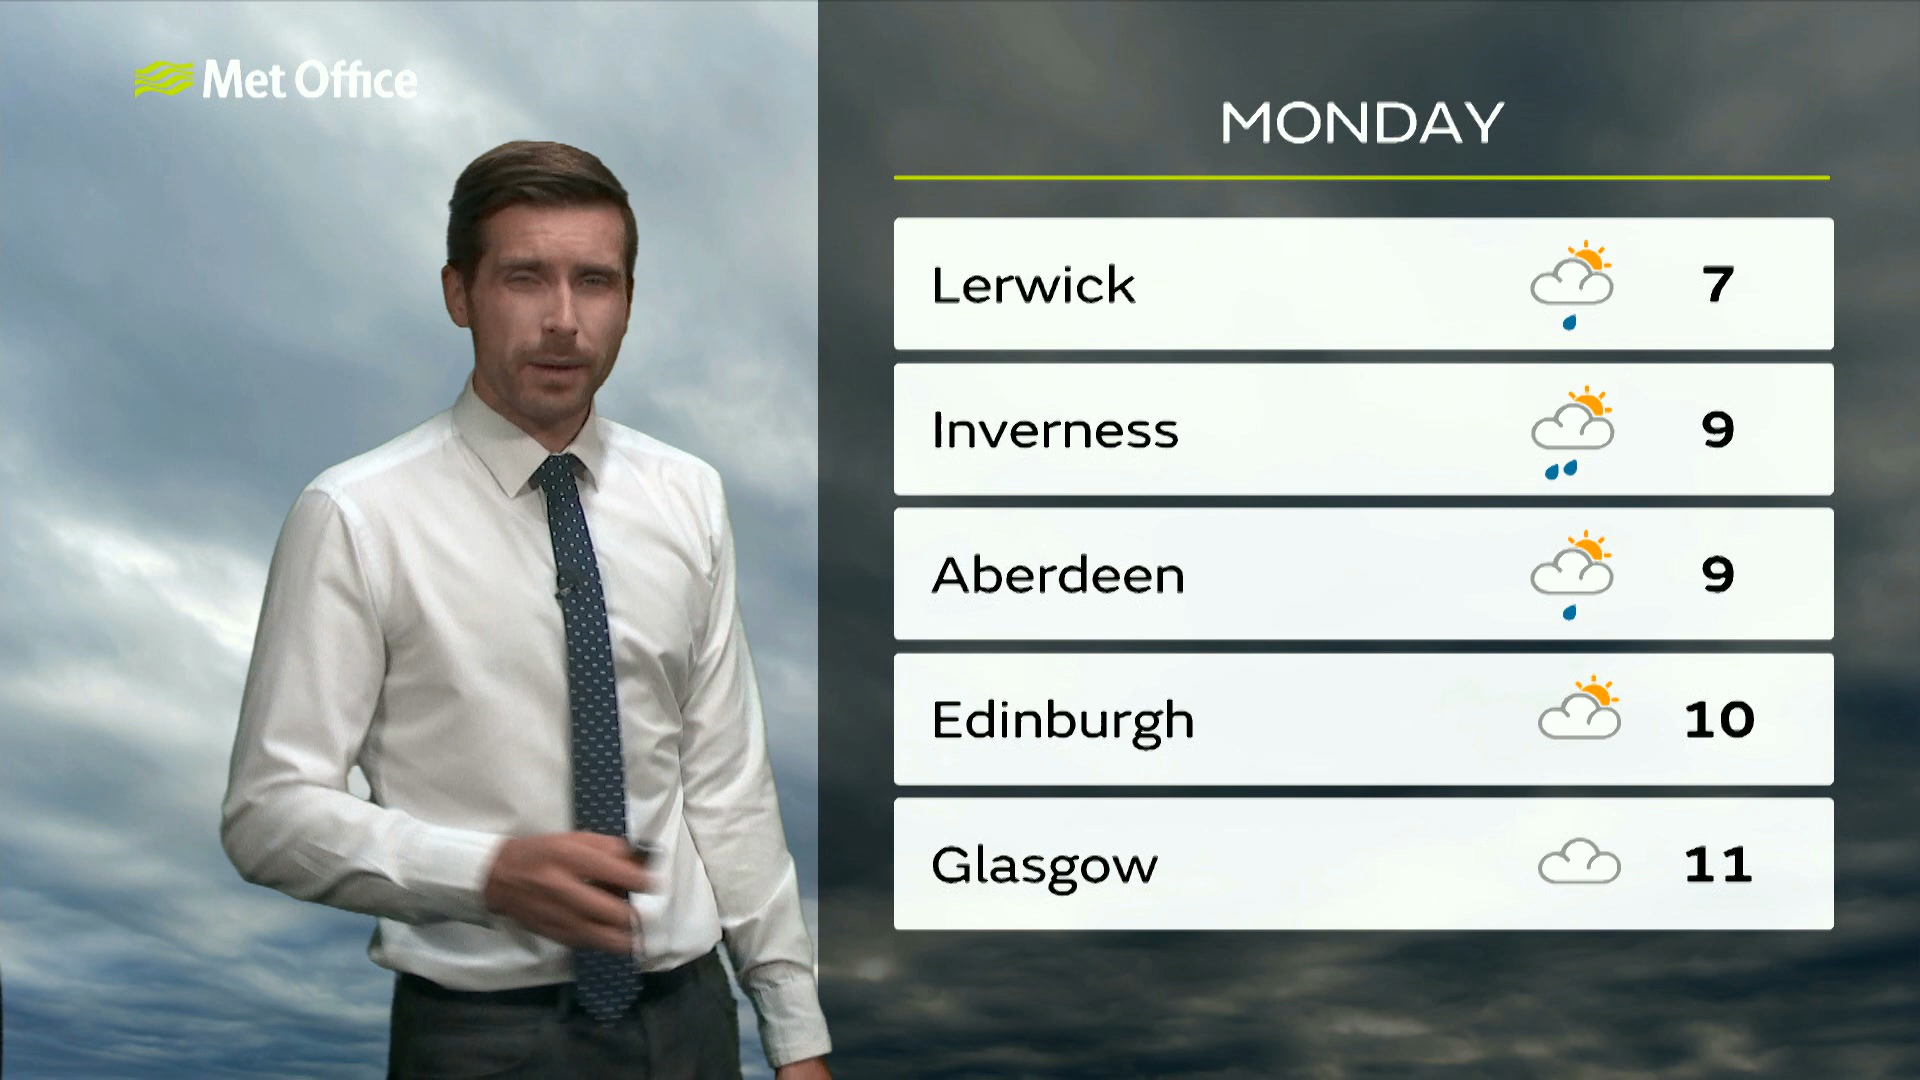 Met Office
MONDAY
Lerwick 7
Inverness 9
Aberdeen 9
Edinburgh 10
Glasgow 11